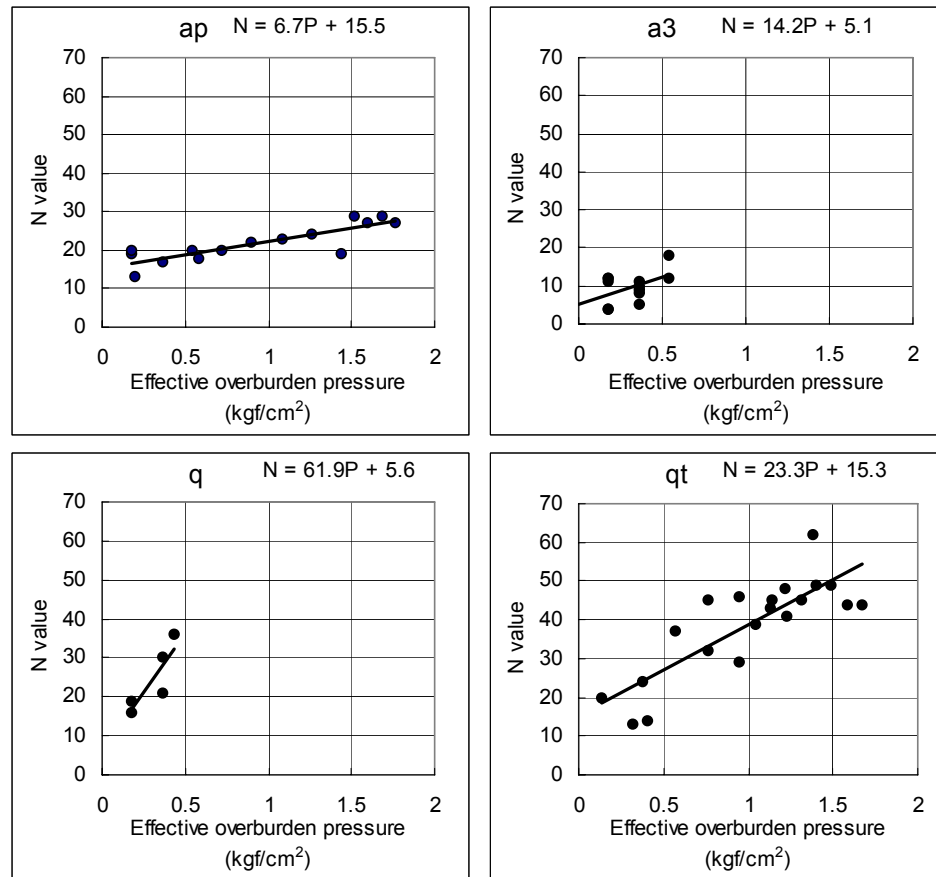 ap N = 6.7P + 15.5
70
60
50
40
30
20
10
0
N value
0 0.5 1 1.5 2
Effective overburden pressure
(kgf/cm²)
a3 N = 14.2P + 5.1
70
60
50
40
30
20
10
0
N value
0 0.5 1 1.5 2
Effective overburden pressure
(kgf/cm²)
q N = 61.9P + 5.6
70
60
50
40
30
20
10
0
N value
0 0.5 1 1.5 2
Effective overburden pressure
(kgf/cm²)
qt N = 23.3P + 15.3
70
60
50
40
30
20
10
0
N value
0 0.5 1 1.5 2
Effective overburden pressure
(kgf/cm²)